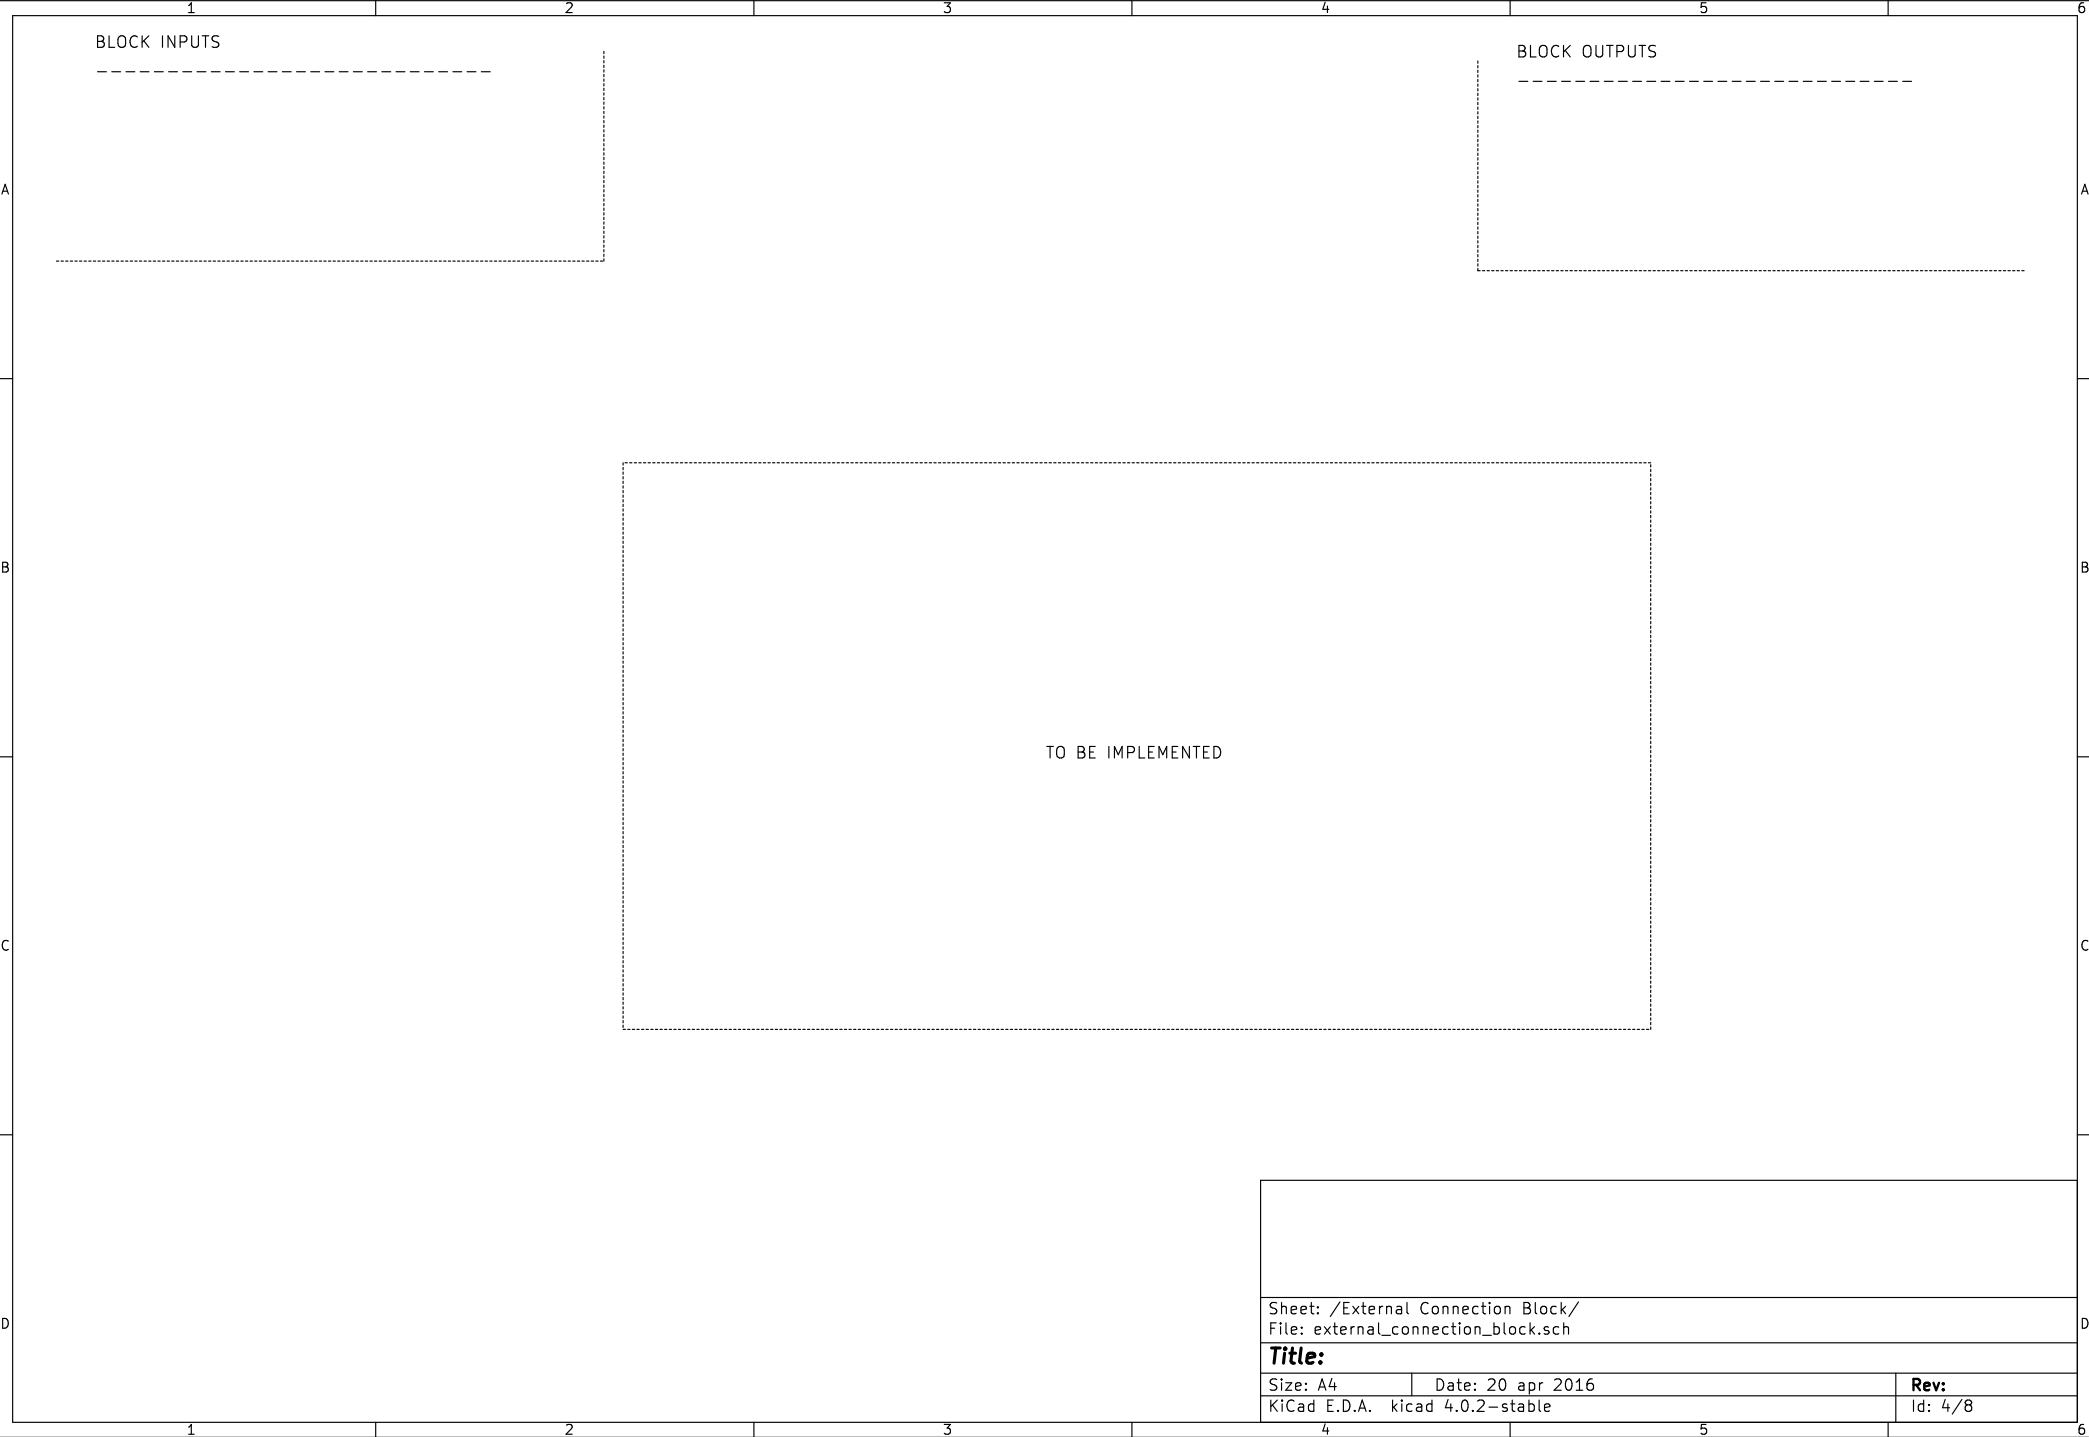 1 2 3 4 5 6
BLOCK INPUTS
BLOCK OUTPUTS
A A
B B
TO BE IMPLEMENTED
C C
Sheet: /External Connection Block/
File: external_connection_block.sch
D D
Title:
Size: A4 Date: 20 apr 2016 Rev:
KiCad E.D.A. kicad 4.0.2-stable Id: 4/8
1 2 3 4 5 6